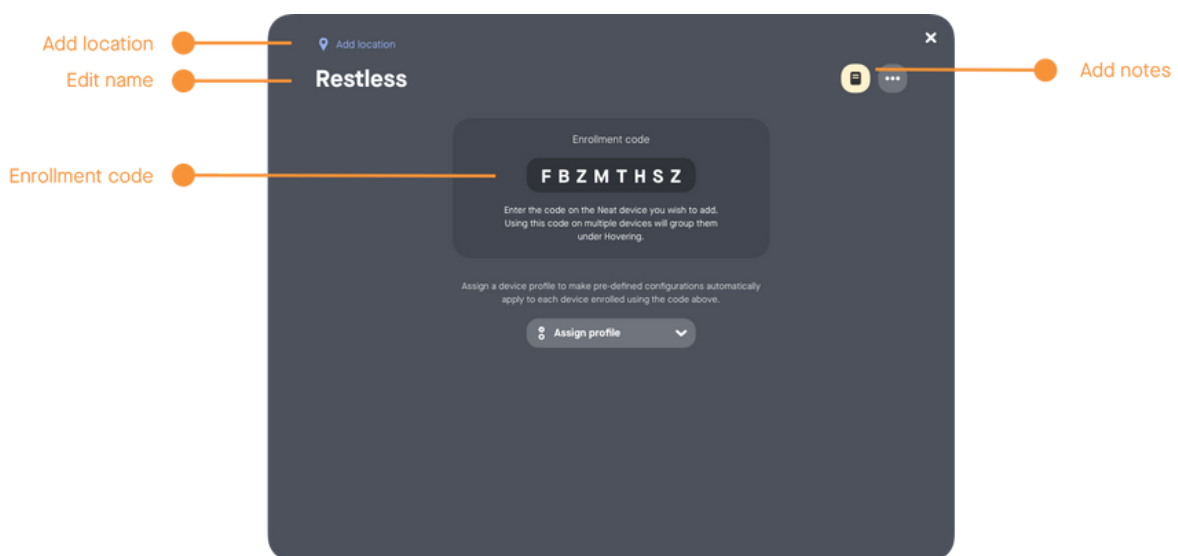 Add location
Add location
Edit name
Restless
Add notes
Enrollment code
Enrollment code
F B Z M T H S Z
Enter the code on the Neat device you wish to add.
Using this code on multiple devices will group them
under Hovering.
Assign a device profile to make pre-defined configurations automatically
apply to each device enrolled using the code above.
Assign profile